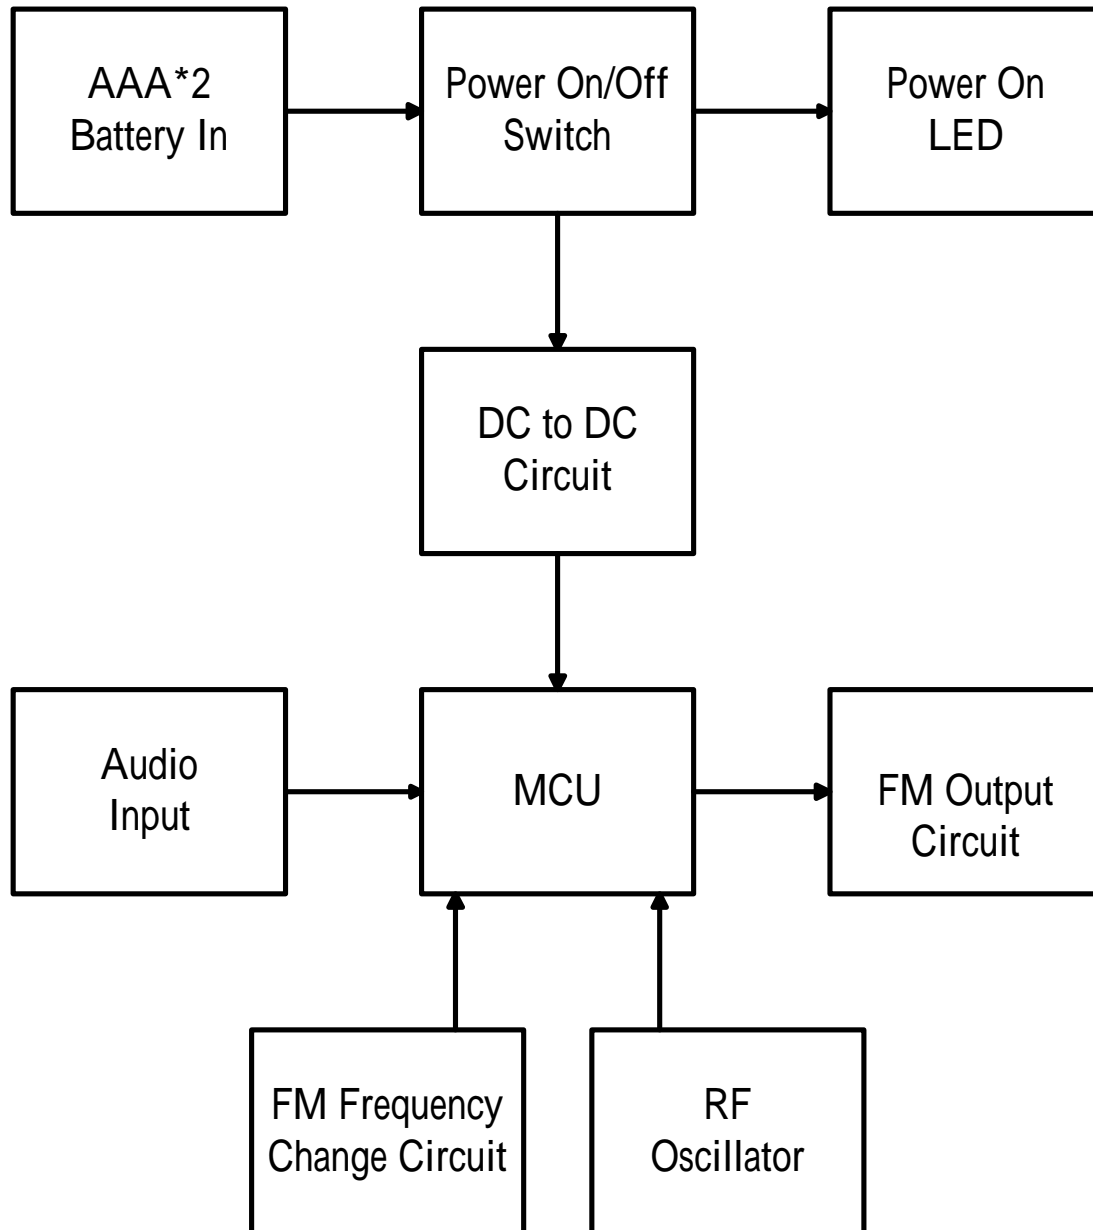 AAA*2
Battery In
Power On/Off
Switch
Power On
LED
DC to DC
Circuit
Audio
Input
MCU
FM Output
Circuit
FM Frequency
Change Circuit
RF
Oscillator